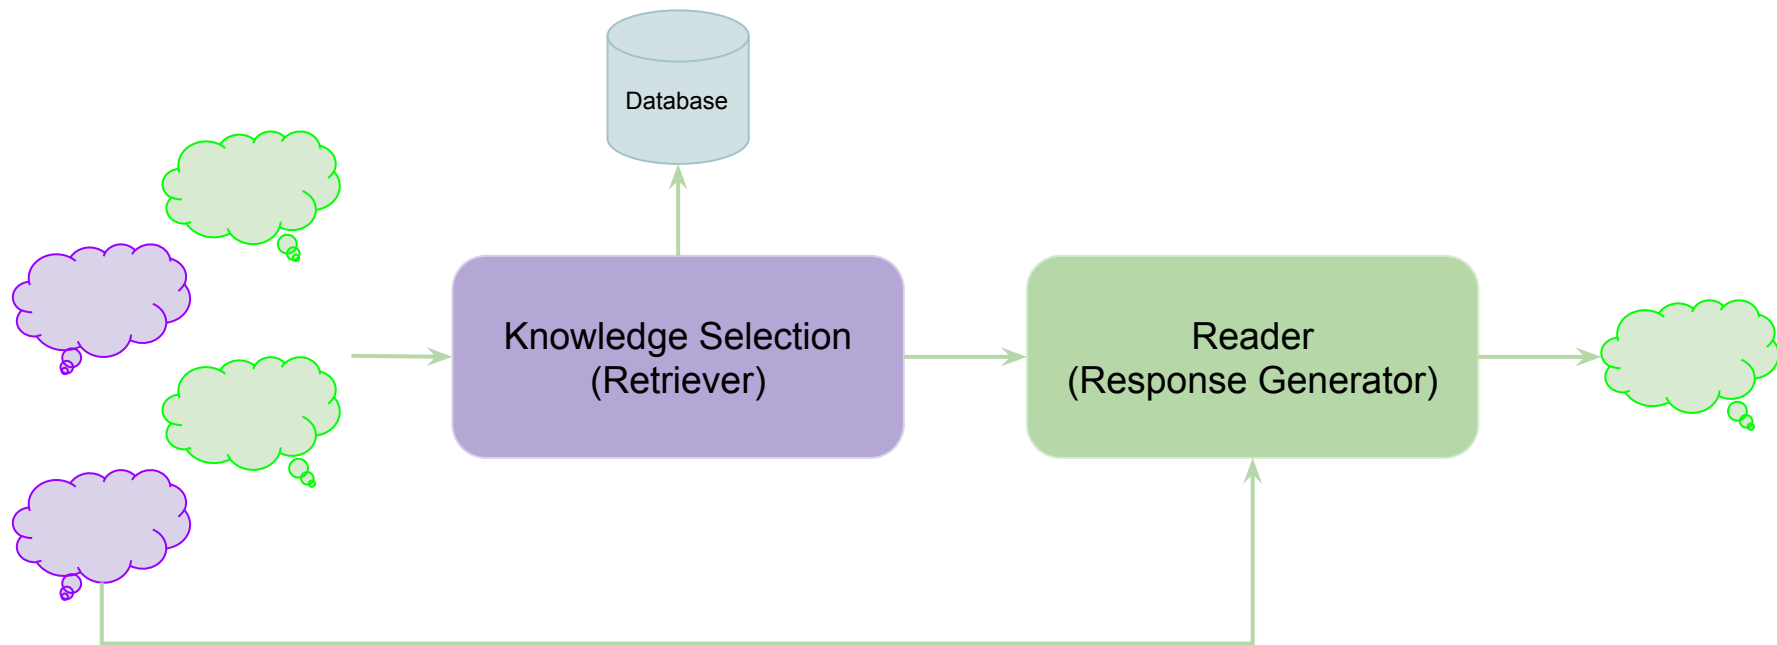 Database
Knowledge Selection
(Retriever)
Reader
(Response Generator)